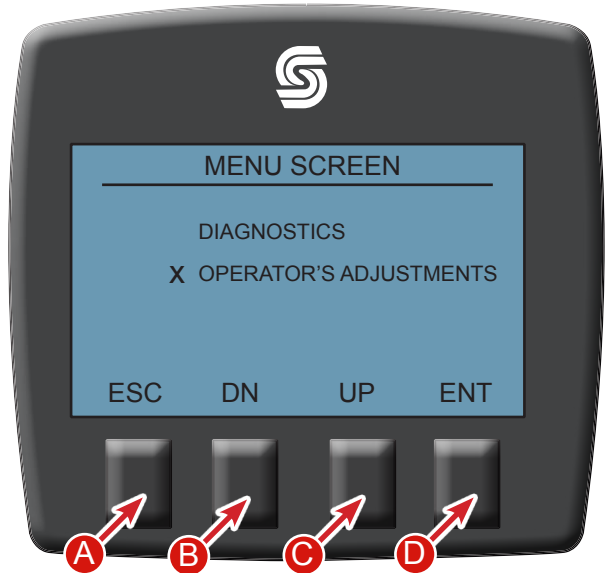 MENU SCREEN
DIAGNOSTICS
X OPERATOR'S ADJUSTMENTS
ESC DN UP ENT
A B C D